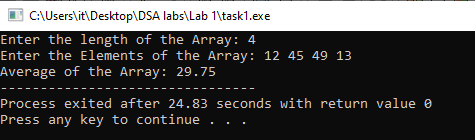 C:\Users\it\Desktop\DSA labs\Lab 1\task1.exe
Enter the length of the Array: 4
Enter the Elements of the Array: 12 45 49 13
Average of the Array: 29.75
--------------------------------
Process exited after 24.83 seconds with return value 0
Press any key to continue . . .